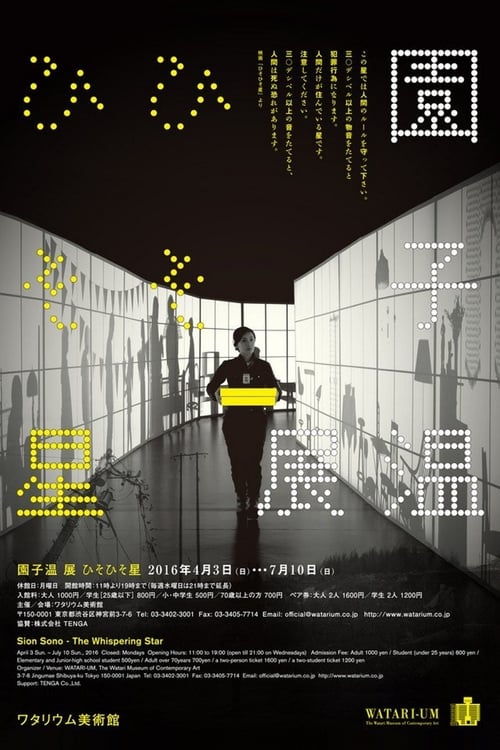 園子温展
ひそひそ星
この星では人間のルールを守って下さい。
三〇デシベル以上の物音をたてると
犯罪行為になります。
人間だけが住んでいる星です。
注意してください。
三〇デシベル以上の音をたてると、
人間は死ぬ恐れがあります。
映画「ひそひそ星」より
園子温 展 ひそひそ星 2016年4月3日(日)・・・7月10日(日)
休館日:月曜日 開館時間:11時より19時まで(毎週水曜日は21時まで延長)
入館料:大人 1000円/学生[25歳以下] 800円/小・中学生 500円/70歳以上の方 700円 ペア券:大人 2人 1600円/学生 2人 1200円
主催/会場:ワタリウム美術館
〒150-0001 東京都渋谷区神宮前3-7-6 Tel: 03-3402-3001 Fax: 03-3405-7714 Email: official@watarium.co.jp http://www.watarium.co.jp
協賛:株式会社 TENGA
Sion Sono - The Whispering Star
April 3 Sun. – July 10 Sun., 2016 Closed: Mondays Opening Hours: 11:00 to 19:00 (open till 21:00 on Wednesdays) Admission Fee: Adult 1000 yen / Student (under 25 years) 800 yen /
Elementary and Junior-high school student 500yen / Adult over 70years 700yen / a two-person ticket 1600 yen / a two-student ticket 1200 yen
Organizer / Venue: WATARI-UM, The Watari Museum of Contemporary Art
3-7-6 Jingumae Shibuya-ku Tokyo 150-0001 Japan Tel: 03-3402-3001 Fax: 03-3405-7714 Email: official@watarium.co.jp http://www.watarium.co.jp
Support: TENGA Co.,Ltd.
ワタリウム美術館
WATARI-UM
The Watari Museum of Contemporary Art